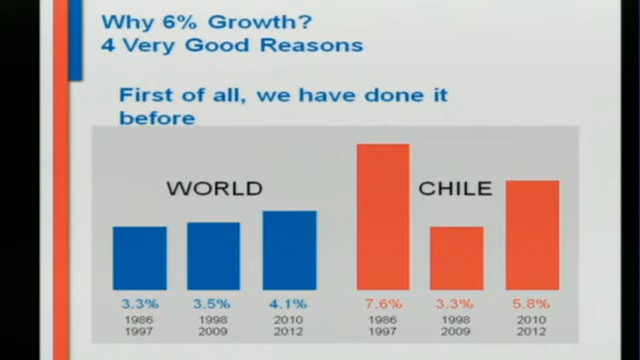 Why 6% Growth?
4 Very Good Reasons
First of all, we have done it
before
WORLD
CHILE
3.3% 3.5% 4.1% 7.6% 3.3% 5.8%
1986 1998 2010 1986 1998 2010
1997 2009 2012 1997 2009 2012